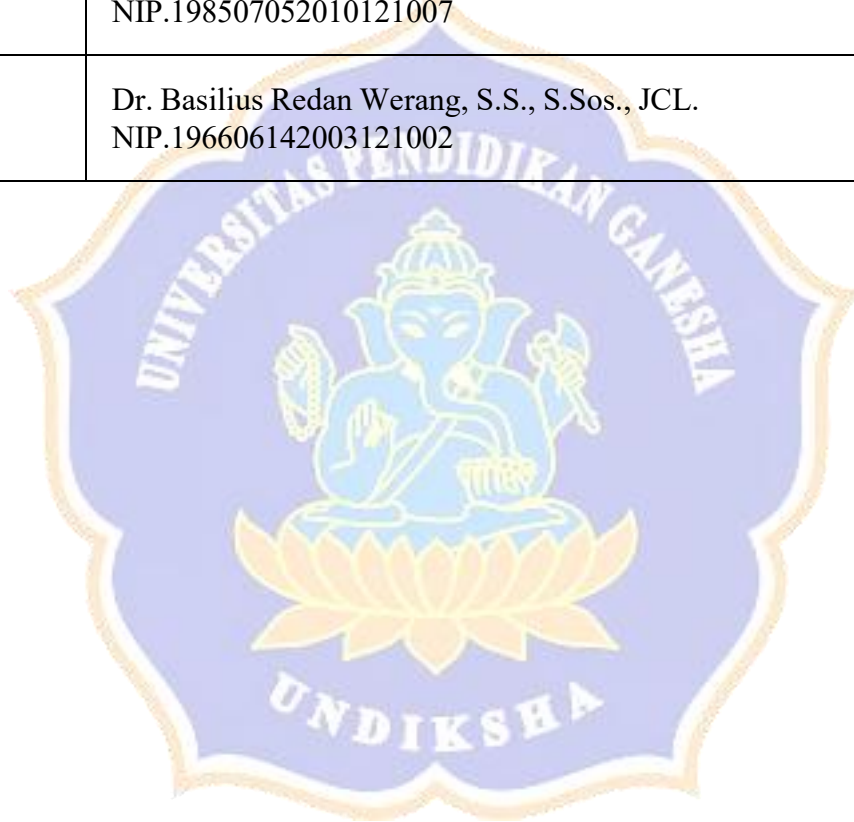 NIP.198507052010121007
Dr. Basilius Redan Werang, S.S., S.Sos., JCL.
NIP.196606142003121002
UNIVERSITAS PENDIDIKAN GANESHA
UNDIKSHA